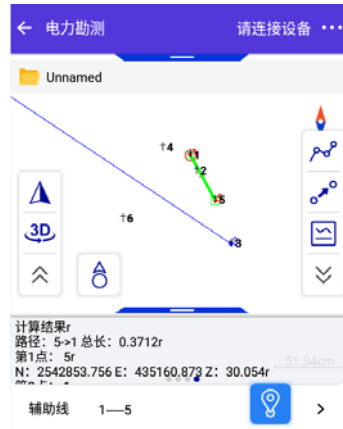 电力勘测 请连接设备
Unnamed
4
1
2
5
6
3
3D
计算结果r
路径: 5->1 总长: 0.3712r
第1点: 5r
N: 2542853.756 E: 435160.873 Z: 30.054r
51.34cm
辅助线 1----5